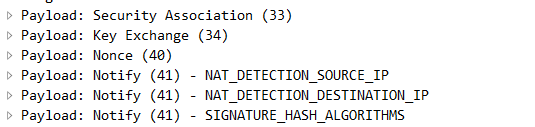 Payload: Security Association (33)
Payload: Key Exchange (34)
Payload: Nonce (40)
Payload: Notify (41) - NAT_DETECTION_SOURCE_IP
Payload: Notify (41) - NAT_DETECTION_DESTINATION_IP
Payload: Notify (41) - SIGNATURE_HASH_ALGORITHMS